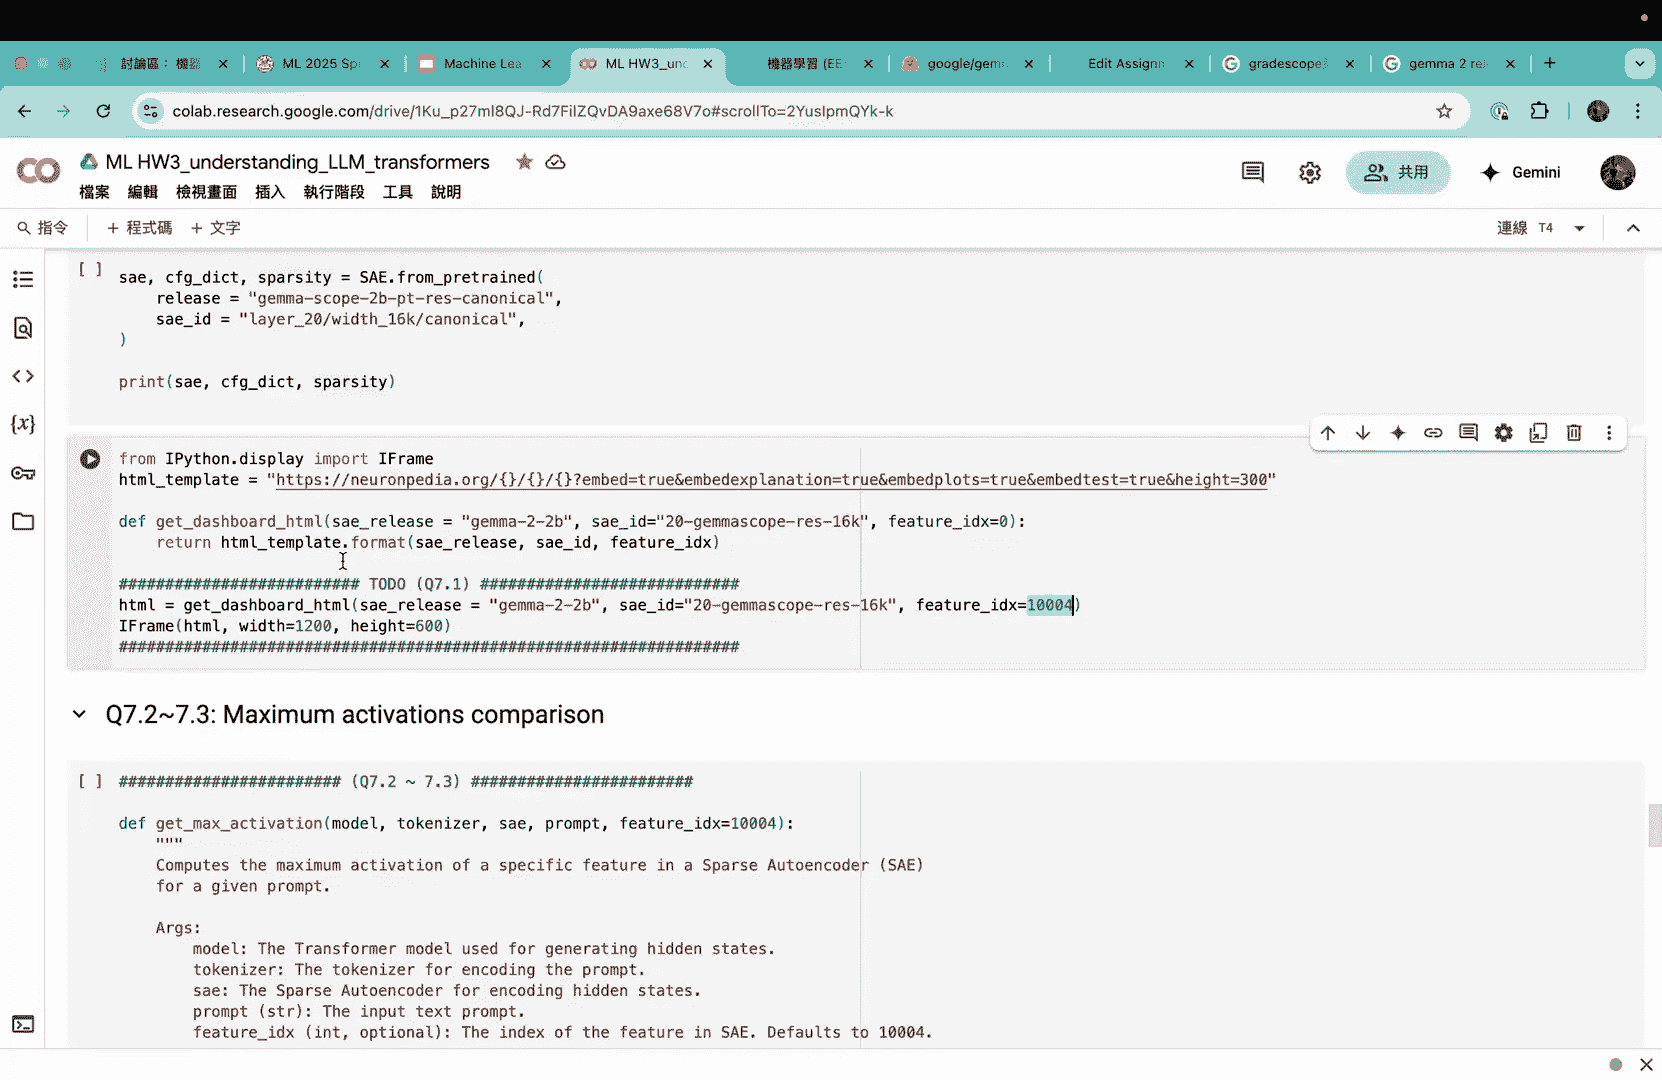 討論區： 機器
ML 2025 Sp
Machine Lea
ML HW3_unc
機器學習 (EE
google/gem
Edit Assignm
gradescope
gemma 2 re
colab.research.google.com/drive/1Ku_p27ml8QJ-Rd7FilZQvDA9axe68V7o#scrollTo=2YuslpmQYk-k
CO
ML HW3_understanding_LLM_transformers
共用
Gemini
檔案 編輯 檢視畫面 插入 執行階段 工具 說明
指令 + 程式碼 + 文字
連線 T4
[ ]
sae, cfg_dict, sparsity = SAE.from_pretrained(
release = "gemma-scope-2b-pt-res-canonical",
sae_id = "layer_20/width_16k/canonical",
)
print(sae, cfg_dict, sparsity)
from IPython.display import IFrame
html_template = "https://neuronpedia.org/{}/{}/{}?embed=true&embedexplanation=true&embedplots=true&embedtest=true&height=300"
def get_dashboard_html(sae_release = "gemma-2-2b", sae_id="20-gemmascope-res-16k", feature_idx=0):
return html_template.format(sae_release, sae_id, feature_idx)
########################## TODO (Q7.1) ############################
html = get_dashboard_html(sae_release = "gemma-2-2b", sae_id="20-gemmascope-res-16k", feature_idx=10004)
IFrame(html, width=1200, height=600)
###################################################################
Q7.2~7.3: Maximum activations comparison
[ ]
######################## (Q7.2 ~ 7.3) ########################
def get_max_activation(model, tokenizer, sae, prompt, feature_idx=10004):
"""
Computes the maximum activation of a specific feature in a Sparse Autoencoder (SAE)
for a given prompt.
Args:
model: The Transformer model used for generating hidden states.
tokenizer: The tokenizer for encoding the prompt.
sae: The Sparse Autoencoder for encoding hidden states.
prompt (str): The input text prompt.
feature_idx (int, optional): The index of the feature in SAE. Defaults to 10004.